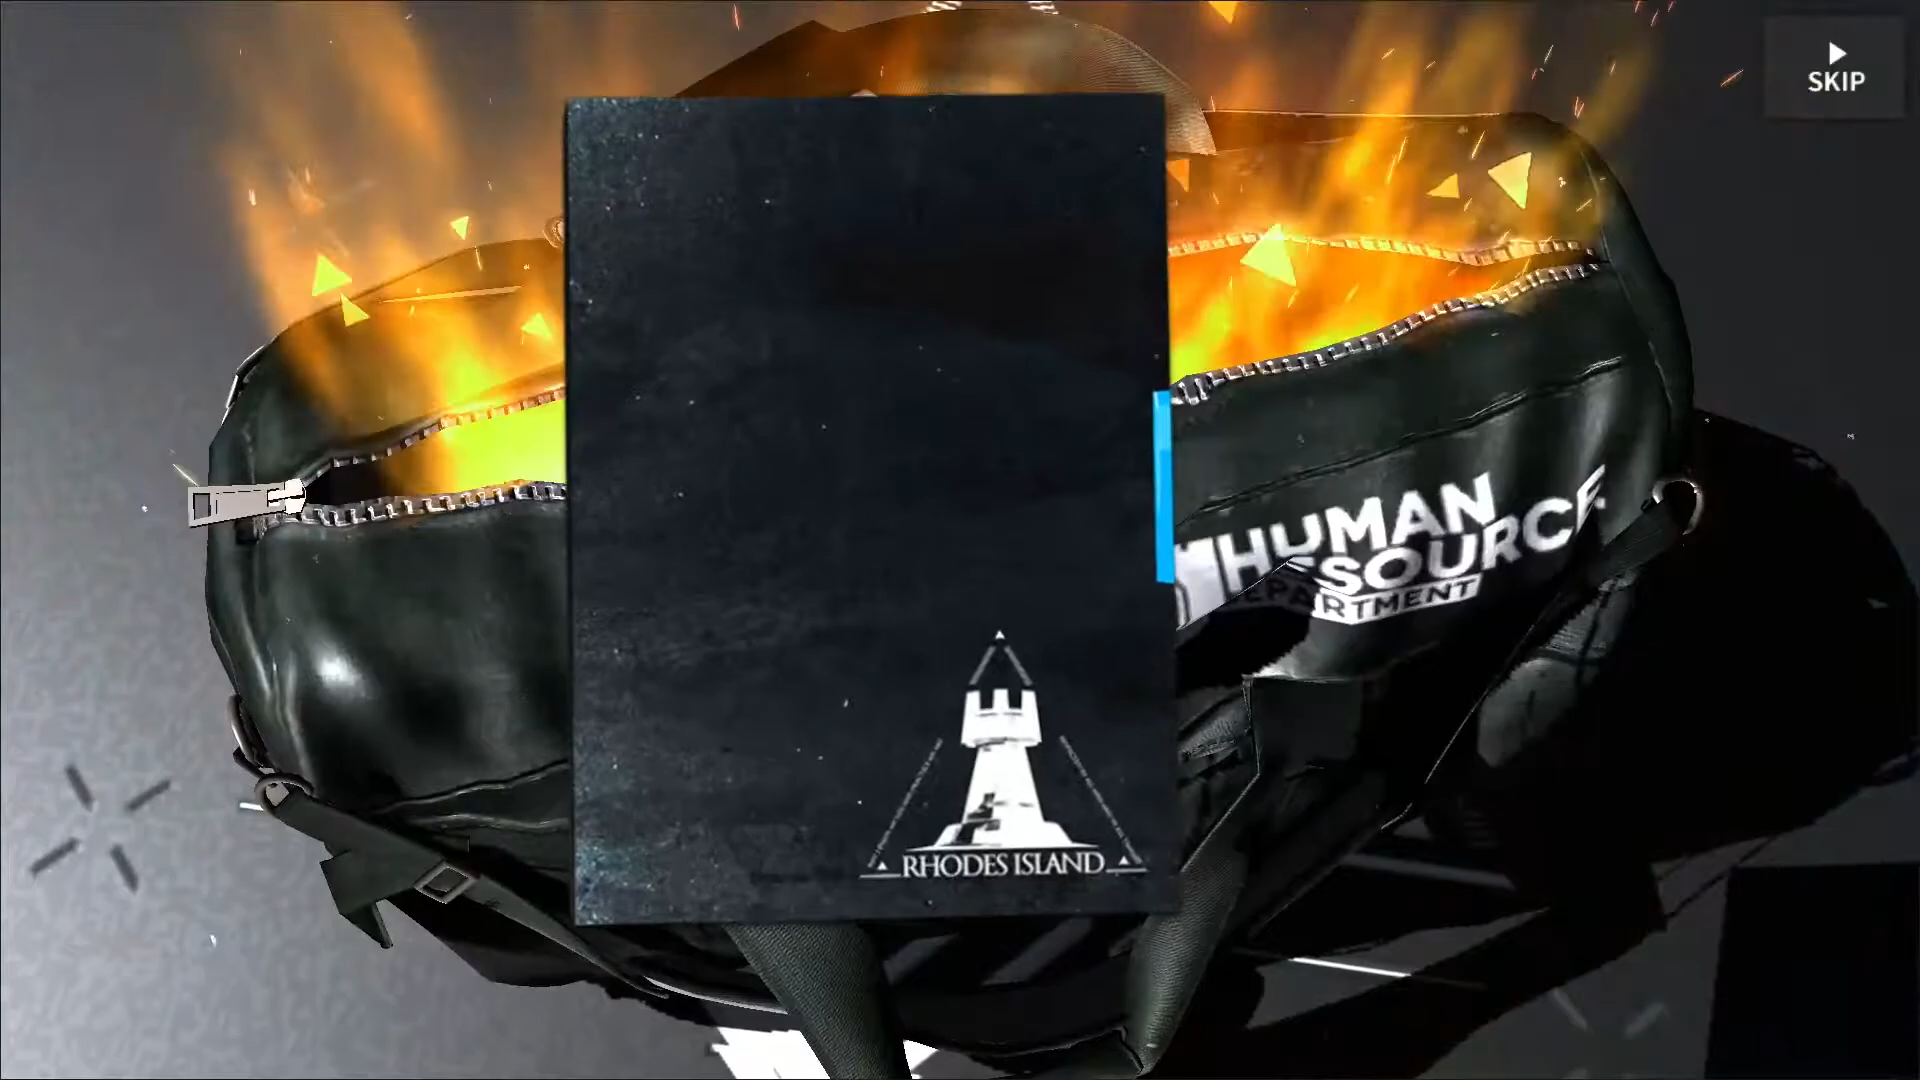 SKIP
HUMAN
RESOURCE
DEPARTMENT
RHODES ISLAND